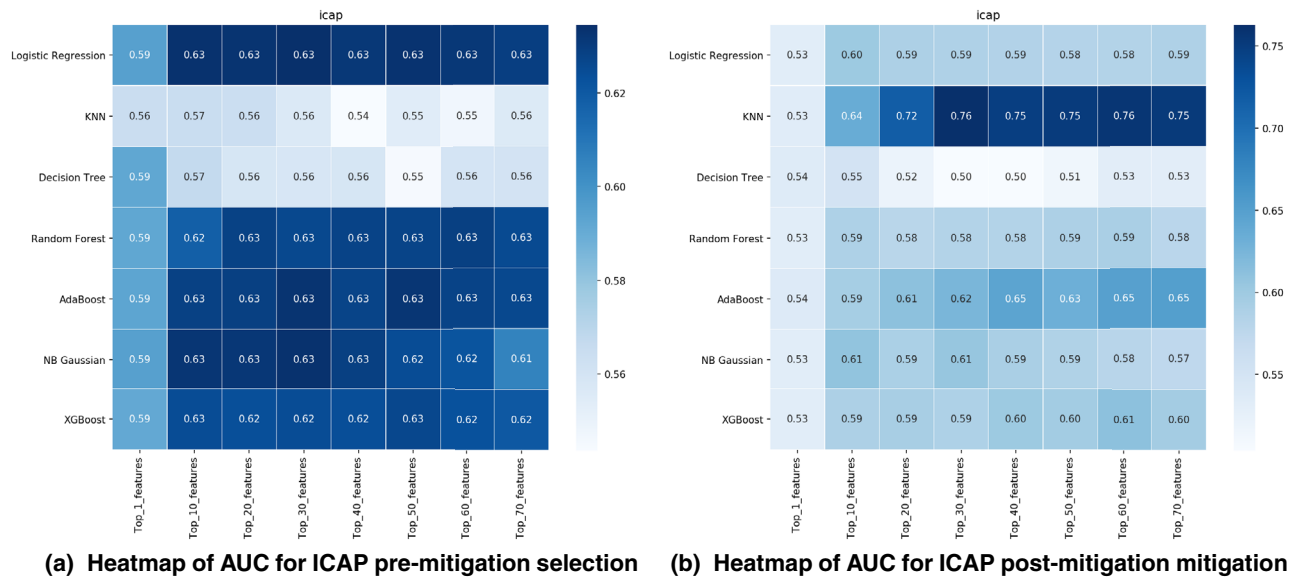 icap
Logistic Regression 0.59 0.63 0.63 0.63 0.63 0.63 0.63 0.63
KNN 0.56 0.57 0.56 0.56 0.54 0.55 0.55 0.56
Decision Tree 0.59 0.57 0.56 0.56 0.56 0.55 0.56 0.56
Random Forest 0.59 0.62 0.63 0.63 0.63 0.63 0.63 0.63
AdaBoost 0.59 0.63 0.63 0.63 0.63 0.63 0.63 0.63
NB Gaussian 0.59 0.63 0.63 0.63 0.63 0.62 0.62 0.61
XGBoost 0.59 0.63 0.62 0.62 0.62 0.63 0.62 0.62
Top_1_features Top_10_features Top_20_features Top_30_features Top_40_features Top_50_features Top_60_features Top_70_features
0.62
0.60
0.58
0.56
(a) Heatmap of AUC for ICAP pre-mitigation selection
icap
Logistic Regression 0.53 0.60 0.59 0.59 0.59 0.58 0.58 0.59
KNN 0.53 0.64 0.72 0.76 0.75 0.75 0.76 0.75
Decision Tree 0.54 0.55 0.52 0.50 0.50 0.51 0.53 0.53
Random Forest 0.53 0.59 0.58 0.58 0.58 0.59 0.59 0.58
AdaBoost 0.54 0.59 0.61 0.62 0.65 0.63 0.65 0.65
NB Gaussian 0.53 0.61 0.59 0.61 0.59 0.59 0.58 0.57
XGBoost 0.53 0.59 0.59 0.59 0.60 0.60 0.61 0.60
Top_1_features Top_10_features Top_20_features Top_30_features Top_40_features Top_50_features Top_60_features Top_70_features
0.75
0.70
0.65
0.60
0.55
(b) Heatmap of AUC for ICAP post-mitigation mitigation